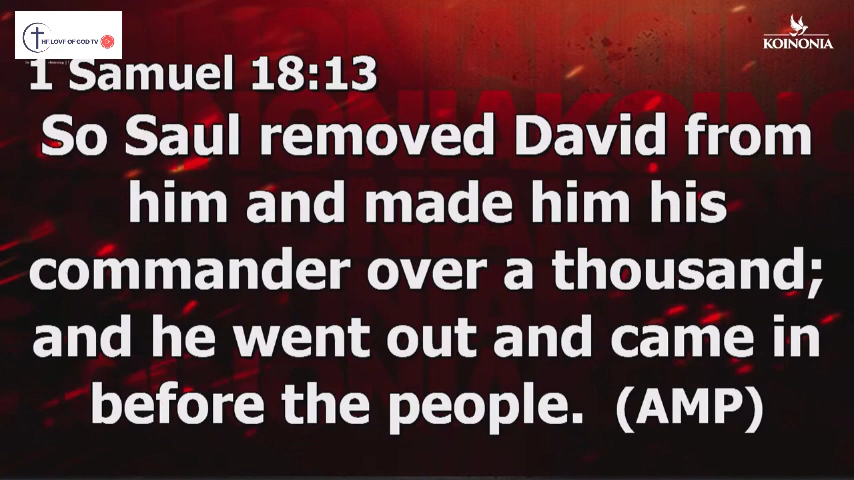 THE LOVE OF GOD TV
KOINONIA
1 Samuel 18:13
So Saul removed David from
him and made him his
commander over a thousand;
and he went out and came in
before the people. (AMP)